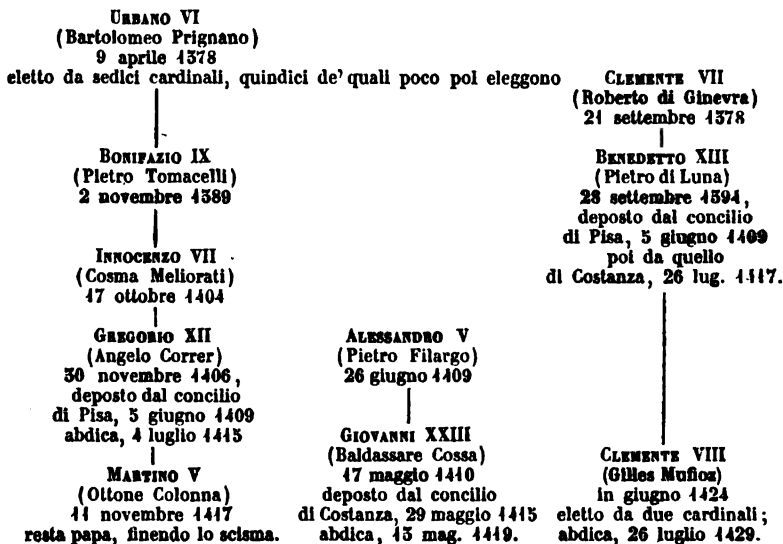 URBANO VI
(Bartolomeo Prignano)
9 aprile 1378
eletto da sedici cardinali, quindici de' quali poco poi eleggono
BONIFAZIO IX
(Pietro Tomacelli)
2 novembre 1389
INNOCENZO VII
(Cosma Meliorati)
17 ottobre 1404
GREGORIO XII
(Angelo Correr)
30 novembre 1406,
deposto dal concilio
di Pisa, 5 giugno 1409
abdica, 4 luglio 1415
MARTINO V
(Ottone Colonna)
11 novembre 1417
resta papa, finendo lo scisma.
ALESSANDRO V
(Pietro Filargo)
26 giugno 1409
GIOVANNI XXIII
(Baldassare Cossa)
17 maggio 1410
deposto dal concilio
di Costanza, 29 maggio 1415
abdica, 13 mag. 1419.
CLEMENTE VII
(Roberto di Ginevra)
21 settembre 1378
BENEDETTO XIII
(Pietro di Luna)
28 settembre 1394,
deposto dal concilio
di Pisa, 5 giugno 1409
poi da quello
di Costanza, 26 lug. 1417.
CLEMENTE VIII
(Gilles Muñoz)
in giugno 1424
eletto da due cardinali;
abdica, 26 luglio 1429.